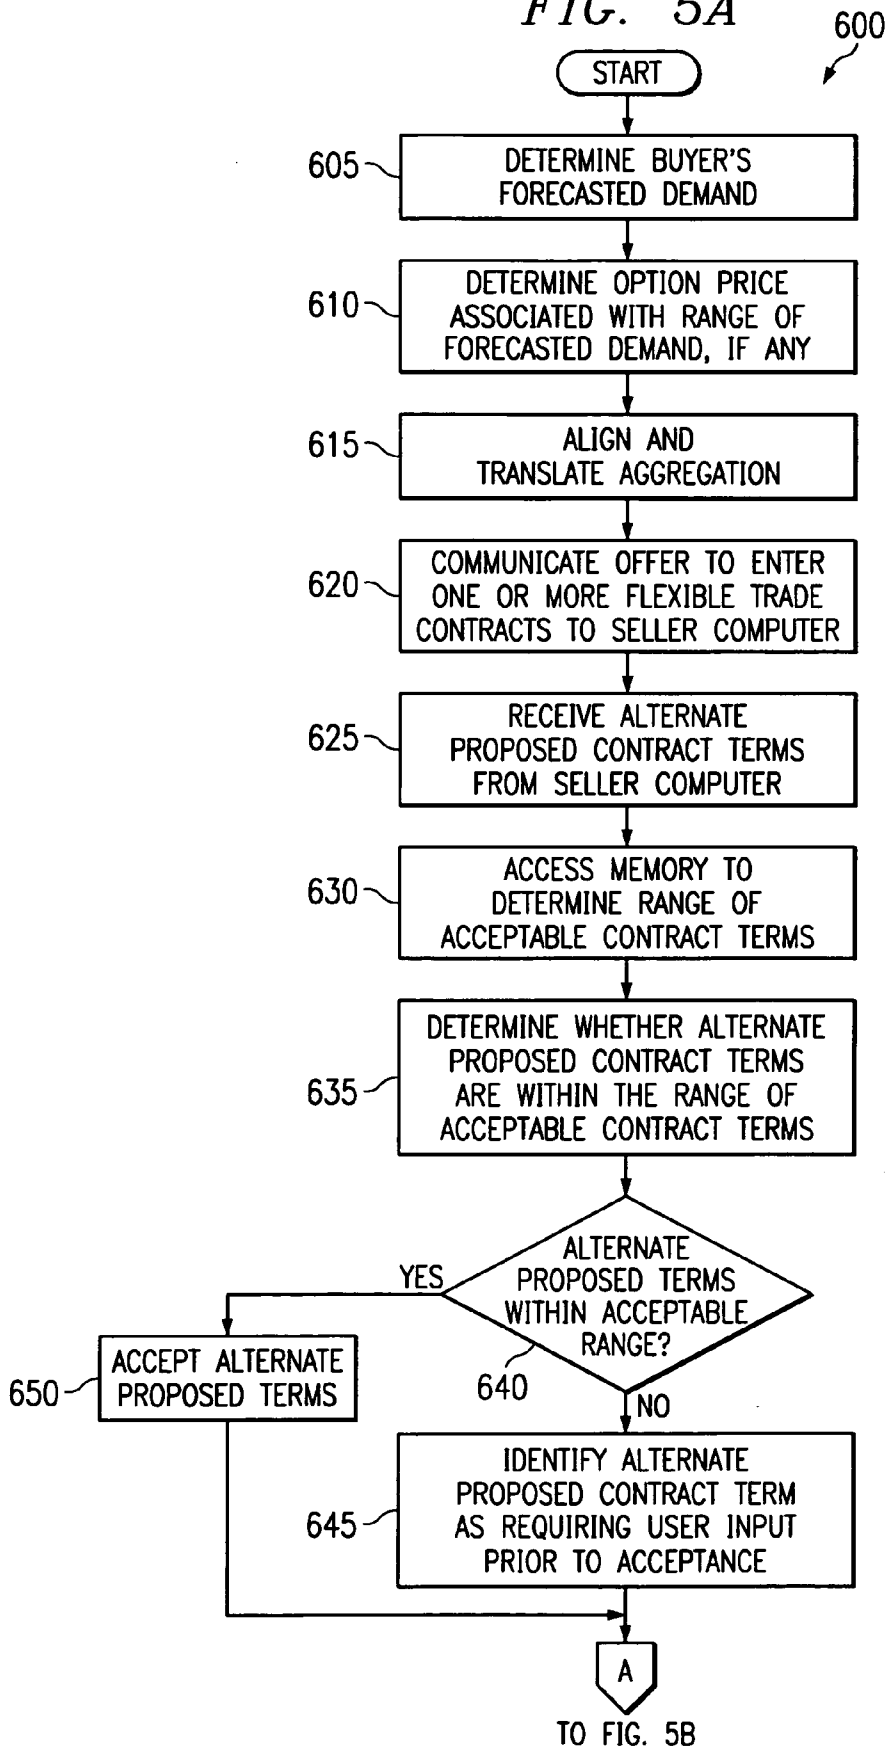 FIG. 5A
600
START
605
DETERMINE BUYER'S
FORECASTED DEMAND
610
DETERMINE OPTION PRICE
ASSOCIATED WITH RANGE OF
FORECASTED DEMAND, IF ANY
615
ALIGN AND
TRANSLATE AGGREGATION
620
COMMUNICATE OFFER TO ENTER
ONE OR MORE FLEXIBLE TRADE
CONTRACTS TO SELLER COMPUTER
625
RECEIVE ALTERNATE
PROPOSED CONTRACT TERMS
FROM SELLER COMPUTER
630
ACCESS MEMORY TO
DETERMINE RANGE OF
ACCEPTABLE CONTRACT TERMS
635
DETERMINE WHETHER ALTERNATE
PROPOSED CONTRACT TERMS
ARE WITHIN THE RANGE OF
ACCEPTABLE CONTRACT TERMS
ALTERNATE
PROPOSED TERMS
WITHIN ACCEPTABLE
RANGE?
640
YES
650
ACCEPT ALTERNATE
PROPOSED TERMS
NO
645
IDENTIFY ALTERNATE
PROPOSED CONTRACT TERM
AS REQUIRING USER INPUT
PRIOR TO ACCEPTANCE
A
TO FIG. 5B